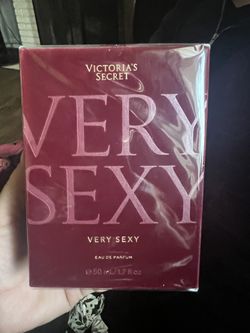 VICTORIA'S
SECRET
VERY
SEXY
VERY SEXY
EAU DE PARFUM
℮ 50 mL/1.7 fl oz